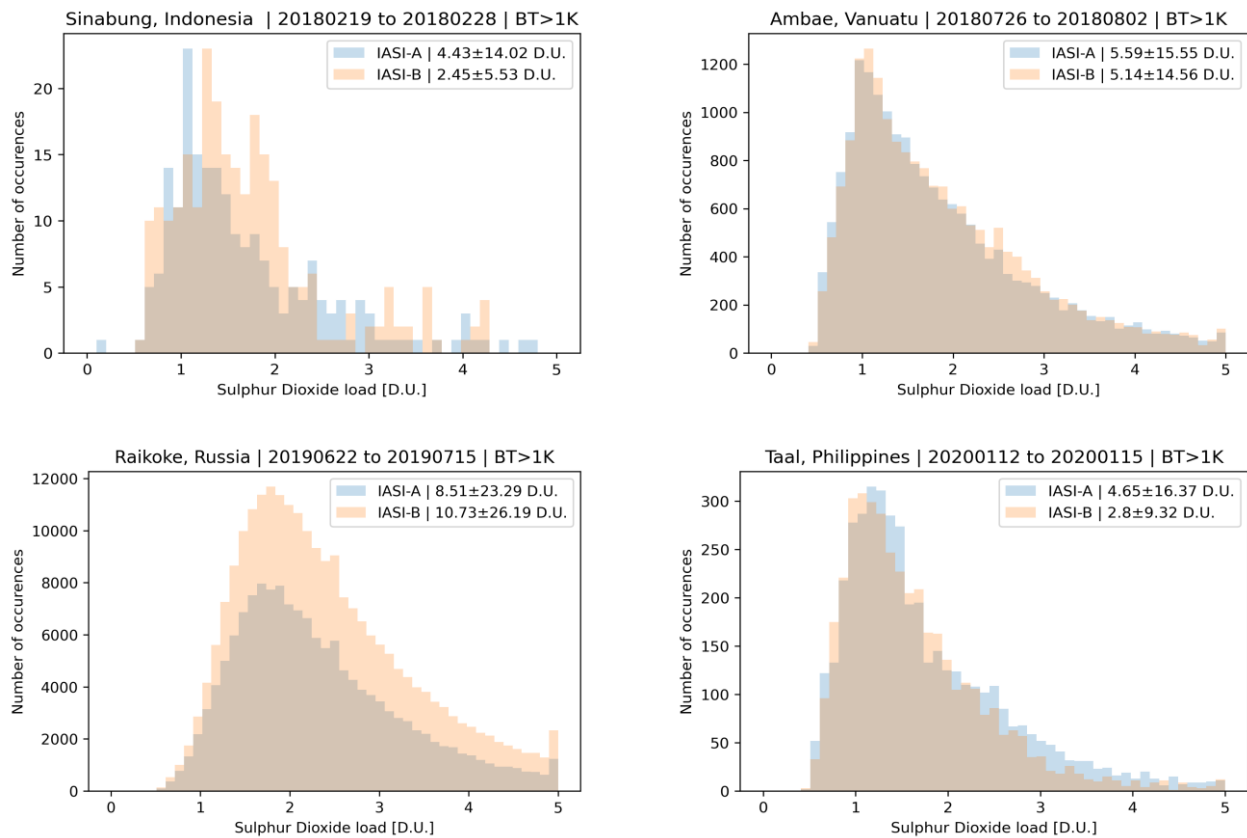 Sinabung, Indonesia | 20180219 to 20180228 | BT>1K
IASI-A | 4.43±14.02 D.U.
IASI-B | 2.45±5.53 D.U.
Number of occurences
20
15
10
5
0
0 1 2 3 4 5
Sulphur Dioxide load [D.U.]
Ambae, Vanuatu | 20180726 to 20180802 | BT>1K
IASI-A | 5.59±15.55 D.U.
IASI-B | 5.14±14.56 D.U.
Number of occurences
1200
1000
800
600
400
200
0
0 1 2 3 4 5
Sulphur Dioxide load [D.U.]
Raikoke, Russia | 20190622 to 20190715 | BT>1K
IASI-A | 8.51±23.29 D.U.
IASI-B | 10.73±26.19 D.U.
Number of occurences
12000
10000
8000
6000
4000
2000
0
0 1 2 3 4 5
Sulphur Dioxide load [D.U.]
Taal, Philippines | 20200112 to 20200115 | BT>1K
IASI-A | 4.65±16.37 D.U.
IASI-B | 2.8±9.32 D.U.
Number of occurences
300
250
200
150
100
50
0
0 1 2 3 4 5
Sulphur Dioxide load [D.U.]